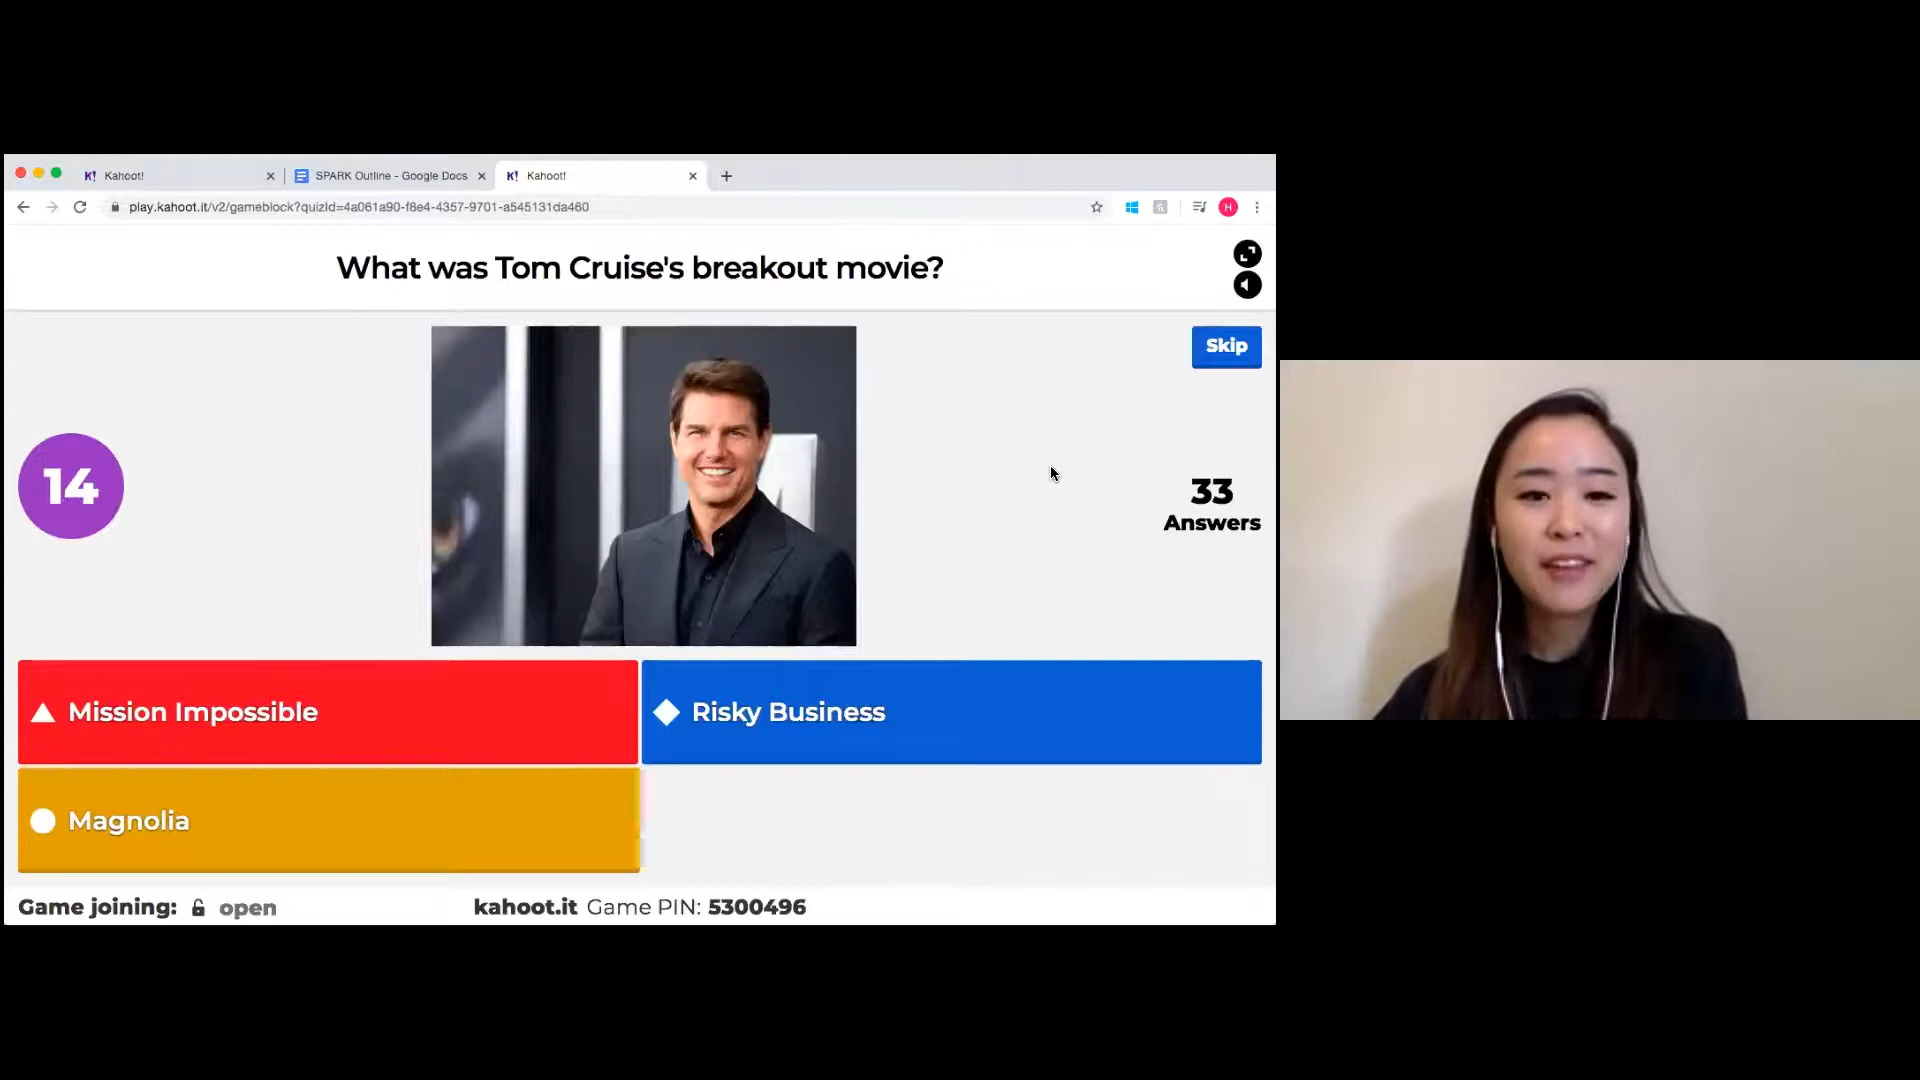 K! Kahoot!
SPARK Outline - Google Docs
K! Kahoot!
play.kahoot.it/v2/gameblock?quizId=4a061a90-f8e4-4357-9701-a545131da460
H
What was Tom Cruise's breakout movie?
Skip
14
33
Answers
Mission Impossible
Risky Business
Magnolia
Game joining: open
kahoot.it Game PIN: 5300496